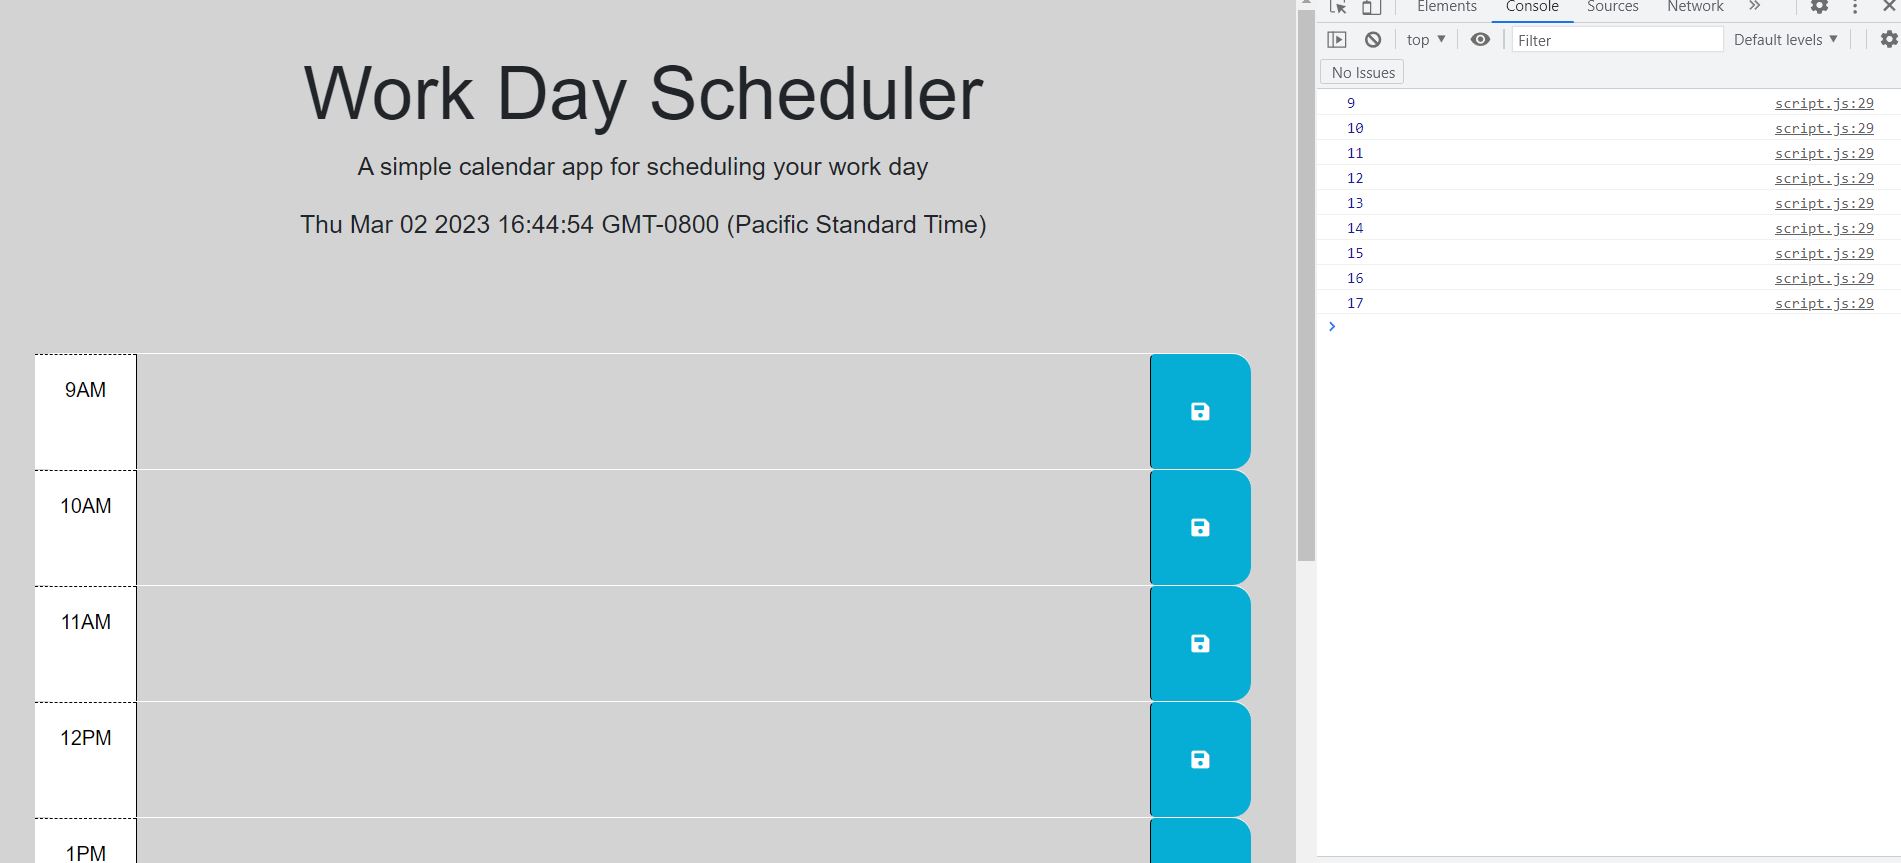 Work Day Scheduler
A simple calendar app for scheduling your work day
Thu Mar 02 2023 16:44:54 GMT-0800 (Pacific Standard Time)
9AM
10AM
11AM
12PM
1PM
Elements Console Sources Network »
top ▼ Filter Default levels ▼
No Issues
9 script.js:29
10 script.js:29
11 script.js:29
12 script.js:29
13 script.js:29
14 script.js:29
15 script.js:29
16 script.js:29
17 script.js:29